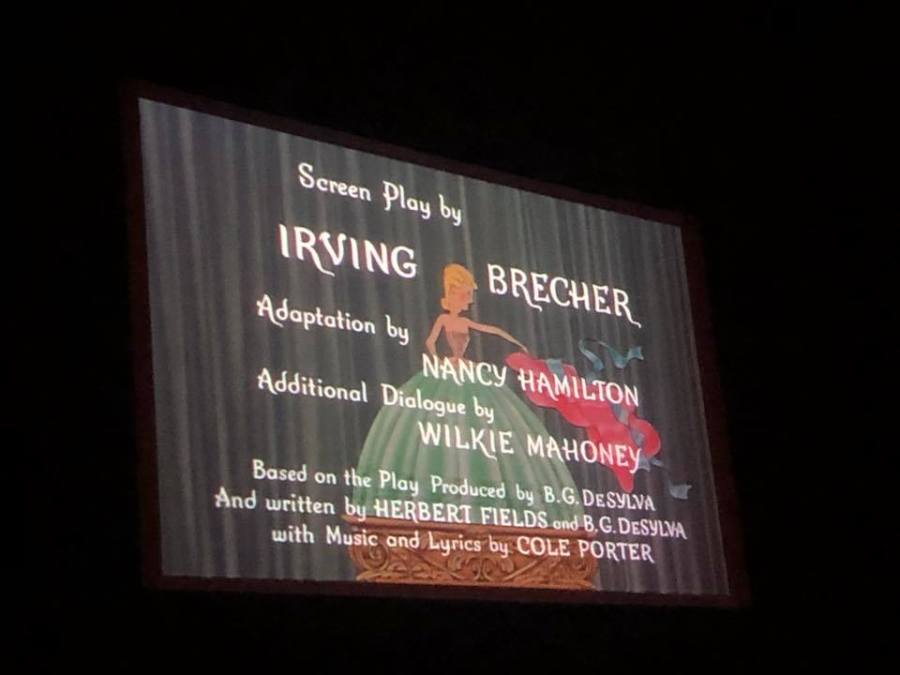 Screen Play by
IRVING BRECHER
Adaptation by
NANCY HAMILTON
Additional Dialogue by
WILKIE MAHONEY
Based on the Play Produced by B.G. DESYLVA
And written by HERBERT FIELDS and B.G. DESYLVA
with Music and Lyrics by COLE PORTER